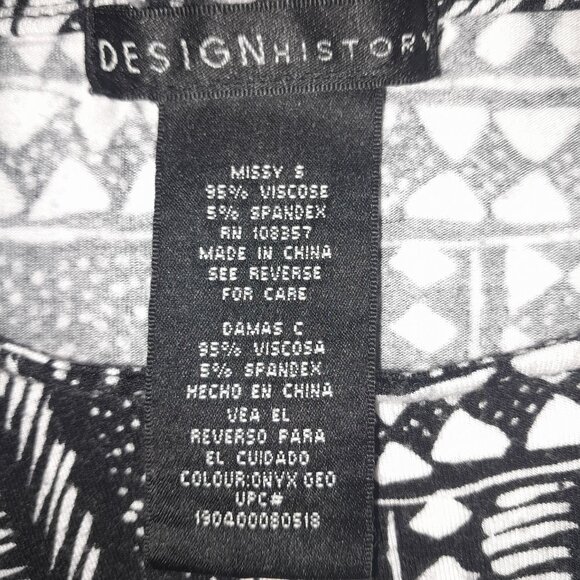 DESIGNHISTORY
MISSY S
95% VISCOSE
5% SPANDEX
RN 108357
MADE IN CHINA
SEE REVERSE
FOR CARE
DAMAS C
95% VISCOSA
5% SPANDEX
HECHO EN CHINA
VEA EL
REVERSO PARA
EL CUIDADO
COLOUR:ONYX GEO
UPC#
190400080518